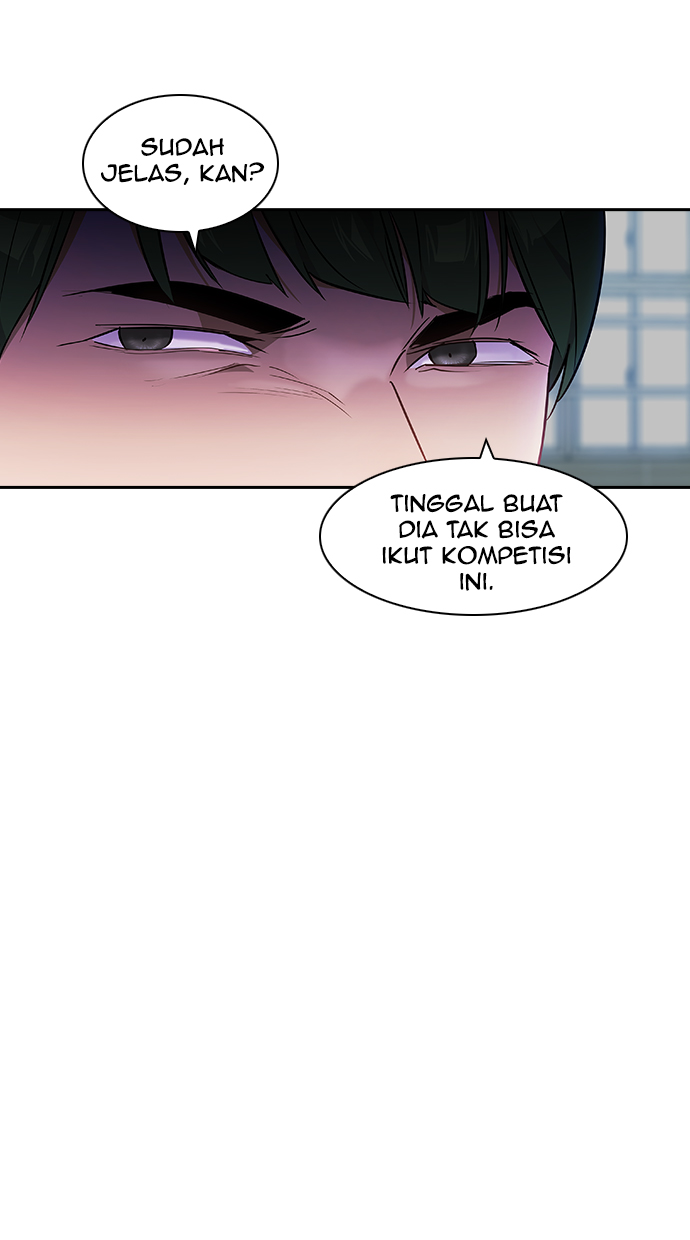 SUDAH
JELAS, KAN?
TINGGAL BUAT
DIA TAK BISA
IKUT KOMPETISI
INI.